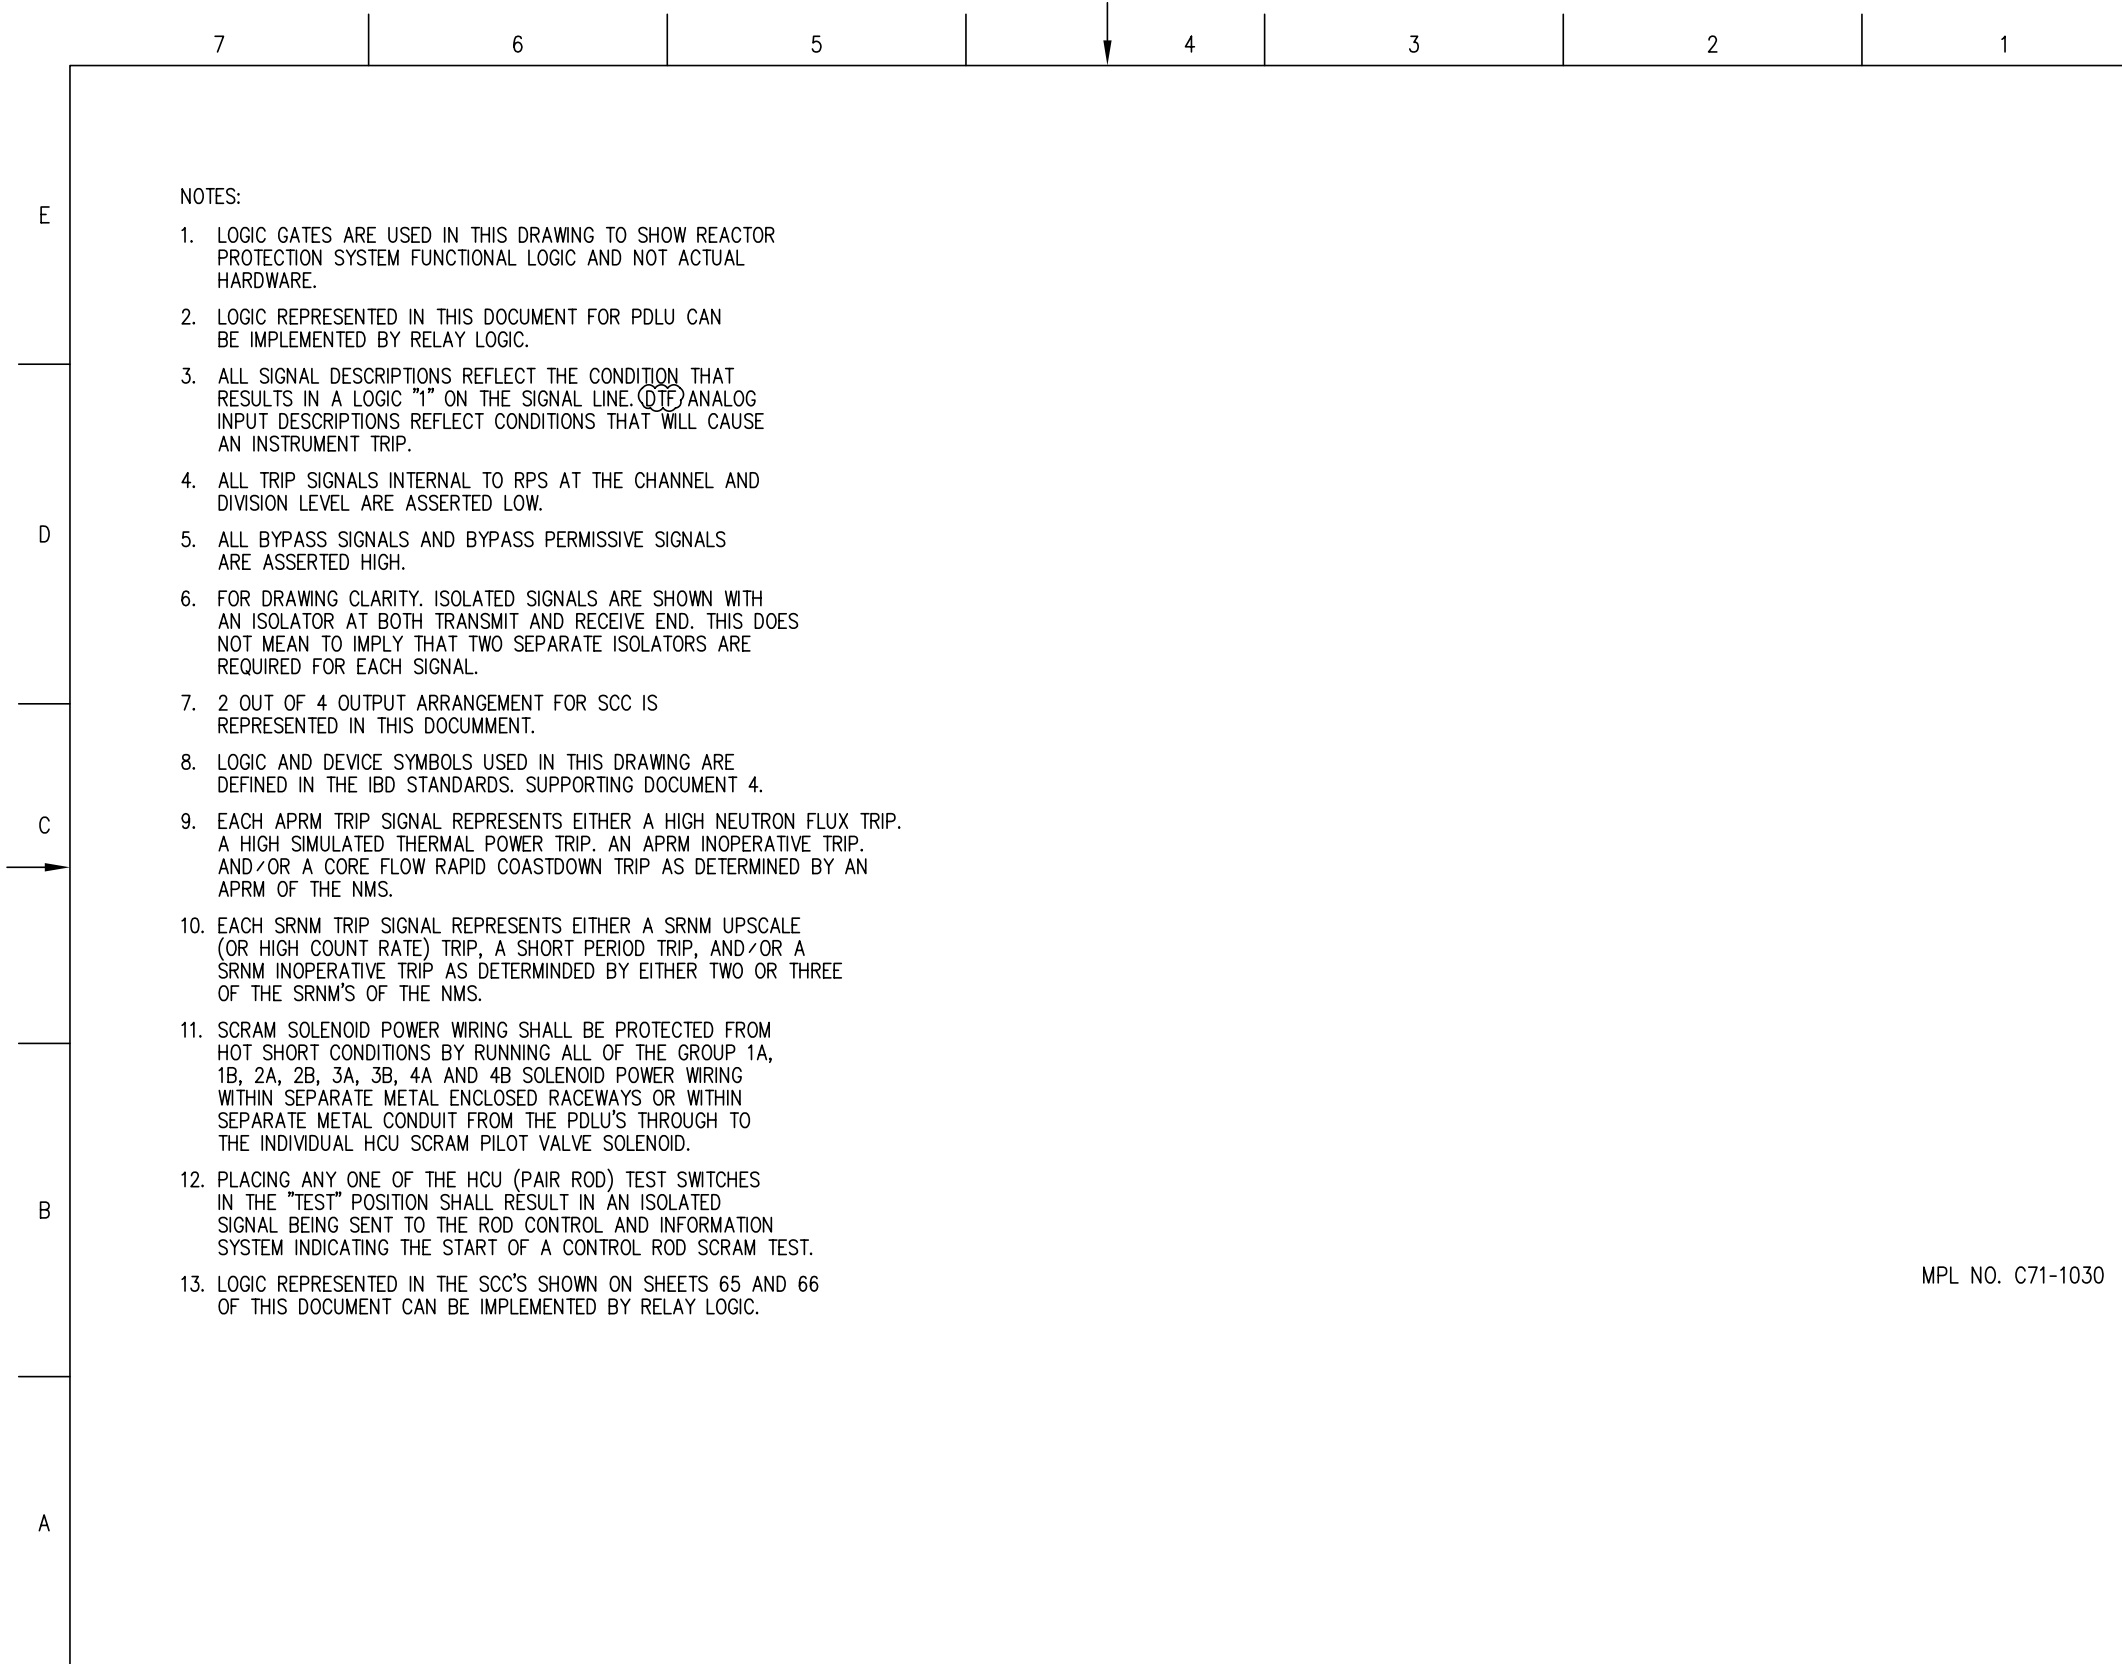 7 6 5 4 3 2 1
NOTES:
E
1. LOGIC GATES ARE USED IN THIS DRAWING TO SHOW REACTOR
PROTECTION SYSTEM FUNCTIONAL LOGIC AND NOT ACTUAL
HARDWARE.
2. LOGIC REPRESENTED IN THIS DOCUMENT FOR PDLU CAN
BE IMPLEMENTED BY RELAY LOGIC.
3. ALL SIGNAL DESCRIPTIONS REFLECT THE CONDITION THAT
RESULTS IN A LOGIC "1" ON THE SIGNAL LINE. DTF ANALOG
INPUT DESCRIPTIONS REFLECT CONDITIONS THAT WILL CAUSE
AN INSTRUMENT TRIP.
4. ALL TRIP SIGNALS INTERNAL TO RPS AT THE CHANNEL AND
DIVISION LEVEL ARE ASSERTED LOW.
D
5. ALL BYPASS SIGNALS AND BYPASS PERMISSIVE SIGNALS
ARE ASSERTED HIGH.
6. FOR DRAWING CLARITY. ISOLATED SIGNALS ARE SHOWN WITH
AN ISOLATOR AT BOTH TRANSMIT AND RECEIVE END. THIS DOES
NOT MEAN TO IMPLY THAT TWO SEPARATE ISOLATORS ARE
REQUIRED FOR EACH SIGNAL.
7. 2 OUT OF 4 OUTPUT ARRANGEMENT FOR SCC IS
REPRESENTED IN THIS DOCUMMENT.
8. LOGIC AND DEVICE SYMBOLS USED IN THIS DRAWING ARE
DEFINED IN THE IBD STANDARDS. SUPPORTING DOCUMENT 4.
C
9. EACH APRM TRIP SIGNAL REPRESENTS EITHER A HIGH NEUTRON FLUX TRIP.
A HIGH SIMULATED THERMAL POWER TRIP. AN APRM INOPERATIVE TRIP.
AND/OR A CORE FLOW RAPID COASTDOWN TRIP AS DETERMINED BY AN
APRM OF THE NMS.
10. EACH SRNM TRIP SIGNAL REPRESENTS EITHER A SRNM UPSCALE
(OR HIGH COUNT RATE) TRIP, A SHORT PERIOD TRIP, AND/OR A
SRNM INOPERATIVE TRIP AS DETERMINDED BY EITHER TWO OR THREE
OF THE SRNM'S OF THE NMS.
11. SCRAM SOLENOID POWER WIRING SHALL BE PROTECTED FROM
HOT SHORT CONDITIONS BY RUNNING ALL OF THE GROUP 1A,
1B, 2A, 2B, 3A, 3B, 4A AND 4B SOLENOID POWER WIRING
WITHIN SEPARATE METAL ENCLOSED RACEWAYS OR WITHIN
SEPARATE METAL CONDUIT FROM THE PDLU'S THROUGH TO
THE INDIVIDUAL HCU SCRAM PILOT VALVE SOLENOID.
12. PLACING ANY ONE OF THE HCU (PAIR ROD) TEST SWITCHES
IN THE "TEST" POSITION SHALL RESULT IN AN ISOLATED
B
SIGNAL BEING SENT TO THE ROD CONTROL AND INFORMATION
SYSTEM INDICATING THE START OF A CONTROL ROD SCRAM TEST.
13. LOGIC REPRESENTED IN THE SCC'S SHOWN ON SHEETS 65 AND 66
OF THIS DOCUMENT CAN BE IMPLEMENTED BY RELAY LOGIC.
MPL NO. C71-1030
A